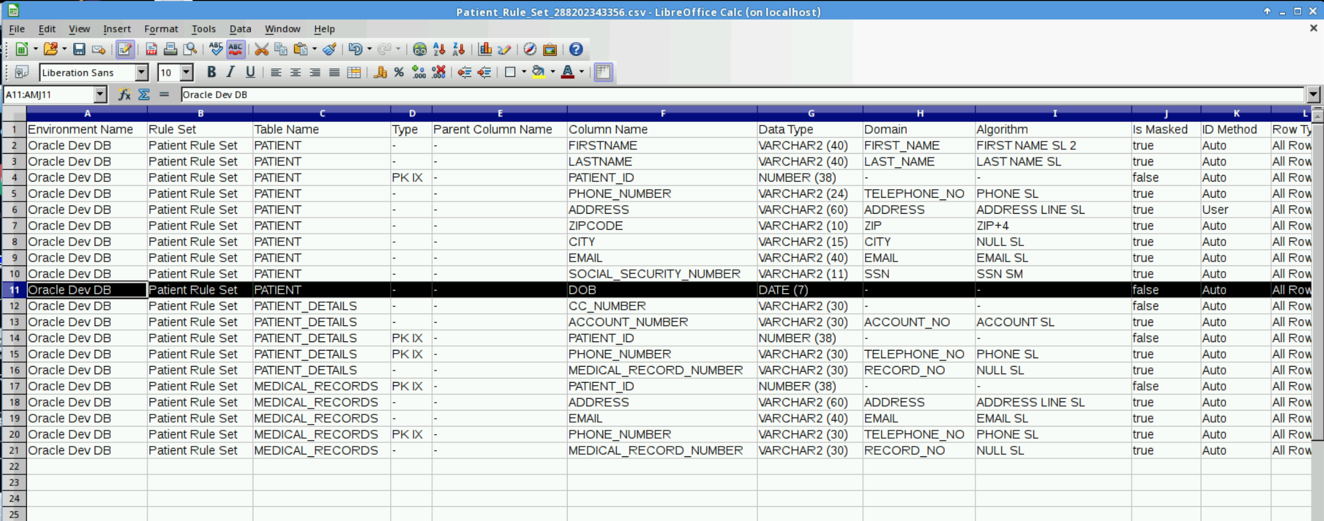 Patient_Rule_Set_288202343356.csv - LibreOffice Calc (on localhost)
File Edit View Insert Format Tools Data Window Help
Liberation Sans 10 B I U
A11:AMJ11 Oracle Dev DB
A B C D E F G H I J K L
1 Environment Name Rule Set Table Name Type Parent Column Name Column Name Data Type Domain Algorithm Is Masked ID Method Row Ty
2 Oracle Dev DB Patient Rule Set PATIENT - - FIRSTNAME VARCHAR2 (40) FIRST_NAME FIRST NAME SL 2 true Auto All Row
3 Oracle Dev DB Patient Rule Set PATIENT - - LASTNAME VARCHAR2 (40) LAST_NAME LAST NAME SL true Auto All Row
4 Oracle Dev DB Patient Rule Set PATIENT PK IX - PATIENT_ID NUMBER (38) - - false Auto All Row
5 Oracle Dev DB Patient Rule Set PATIENT - - PHONE_NUMBER VARCHAR2 (24) TELEPHONE_NO PHONE SL true Auto All Row
6 Oracle Dev DB Patient Rule Set PATIENT - - ADDRESS VARCHAR2 (60) ADDRESS ADDRESS LINE SL true User All Row
7 Oracle Dev DB Patient Rule Set PATIENT - - ZIPCODE VARCHAR2 (10) ZIP ZIP+4 true Auto All Row
8 Oracle Dev DB Patient Rule Set PATIENT - - CITY VARCHAR2 (15) CITY NULL SL true Auto All Row
9 Oracle Dev DB Patient Rule Set PATIENT - - EMAIL VARCHAR2 (40) EMAIL EMAIL SL true Auto All Row
10 Oracle Dev DB Patient Rule Set PATIENT - - SOCIAL_SECURITY_NUMBER VARCHAR2 (11) SSN SSN SM true Auto All Row
11 Oracle Dev DB Patient Rule Set PATIENT - - DOB DATE (7) - - false Auto All Row
12 Oracle Dev DB Patient Rule Set PATIENT_DETAILS - - CC_NUMBER VARCHAR2 (30) - - false Auto All Row
13 Oracle Dev DB Patient Rule Set PATIENT_DETAILS - - ACCOUNT_NUMBER VARCHAR2 (30) ACCOUNT_NO ACCOUNT SL true Auto All Row
14 Oracle Dev DB Patient Rule Set PATIENT_DETAILS PK IX - PATIENT_ID NUMBER (38) - - false Auto All Row
15 Oracle Dev DB Patient Rule Set PATIENT_DETAILS PK IX - PHONE_NUMBER VARCHAR2 (30) TELEPHONE_NO PHONE SL true Auto All Row
16 Oracle Dev DB Patient Rule Set PATIENT_DETAILS - - MEDICAL_RECORD_NUMBER VARCHAR2 (30) RECORD_NO NULL SL true Auto All Row
17 Oracle Dev DB Patient Rule Set MEDICAL_RECORDS PK IX - PATIENT_ID NUMBER (38) - - false Auto All Row
18 Oracle Dev DB Patient Rule Set MEDICAL_RECORDS - - ADDRESS VARCHAR2 (60) ADDRESS ADDRESS LINE SL true Auto All Row
19 Oracle Dev DB Patient Rule Set MEDICAL_RECORDS - - EMAIL VARCHAR2 (40) EMAIL EMAIL SL true Auto All Row
20 Oracle Dev DB Patient Rule Set MEDICAL_RECORDS PK IX - PHONE_NUMBER VARCHAR2 (30) TELEPHONE_NO PHONE SL true Auto All Row
21 Oracle Dev DB Patient Rule Set MEDICAL_RECORDS - - MEDICAL_RECORD_NUMBER VARCHAR2 (30) RECORD_NO NULL SL true Auto All Row
22
23
24
25